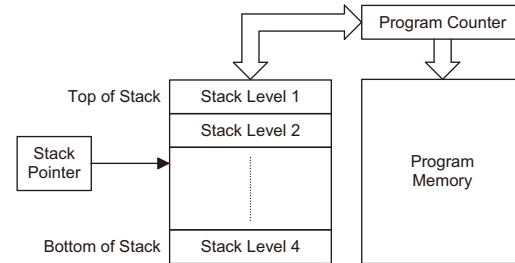 Program Counter
Top of Stack
Stack Level 1
Stack Level 2
Stack
Pointer
Program
Memory
Bottom of Stack
Stack Level 4